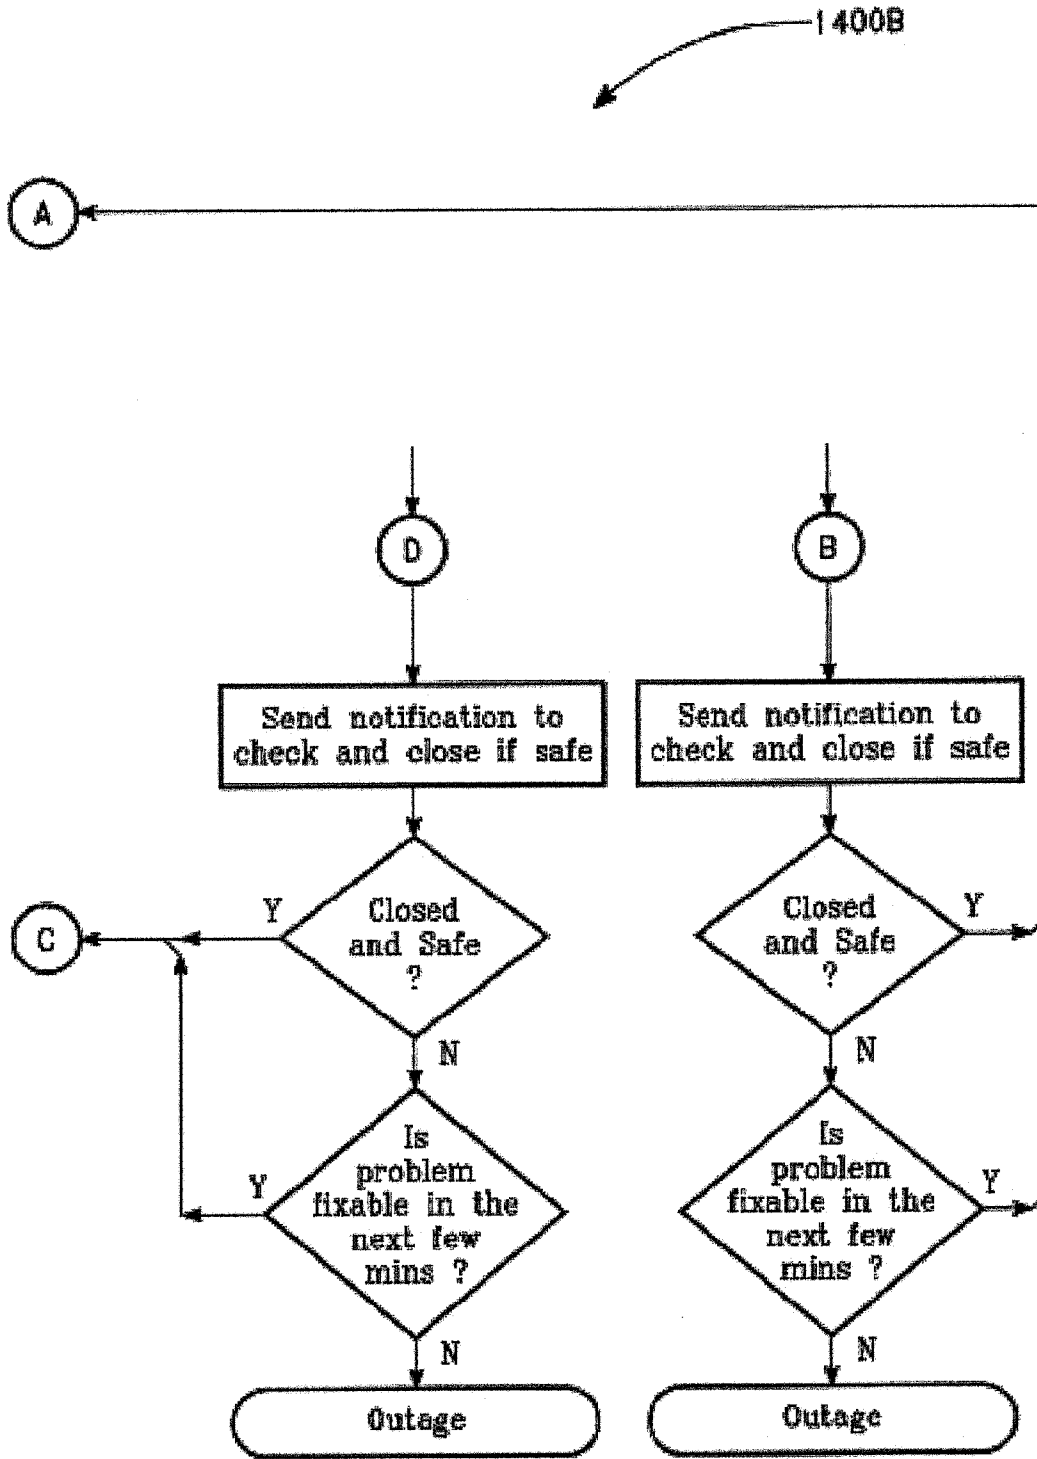 1400B
A
D
B
Send notification to
check and close if safe
Send notification to
check and close if safe
Y
Closed
and Safe
?
C
N
Closed
and Safe
?
Y
N
Y
Is
problem
fixable in the
next few
mins ?
N
Is
problem
fixable in the
next few
mins ?
Y
N
Outage
Outage